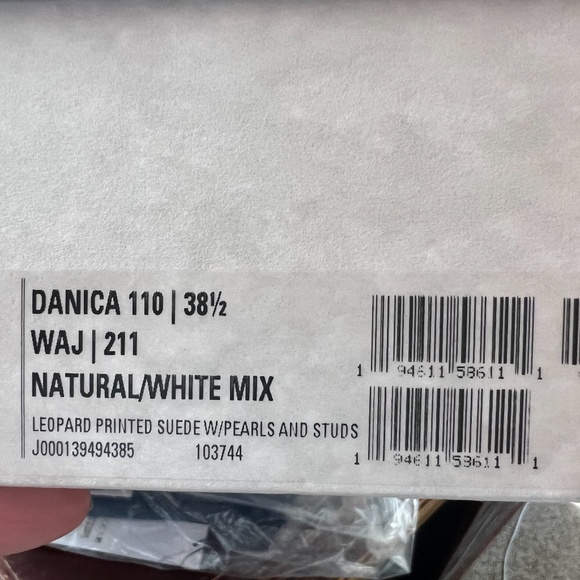 DANICA 110 | 38½
WAJ | 211
NATURAL/WHITE MIX
LEOPARD PRINTED SUEDE W/PEARLS AND STUDS
J000139494385 103744
1 94611 58611 1
1 94611 58611 1